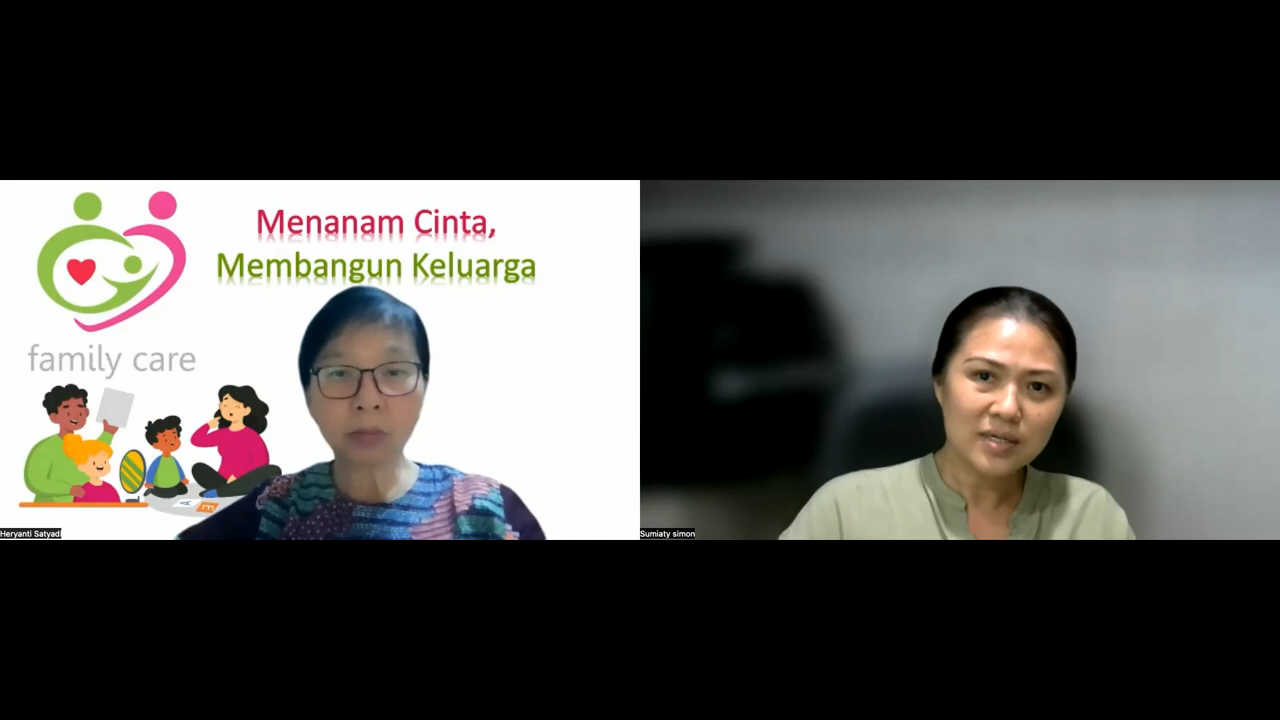 Menanam Cinta,
Membangun Keluarga
family care
A
E
Heryanti Satyadi
Sumiaty simon